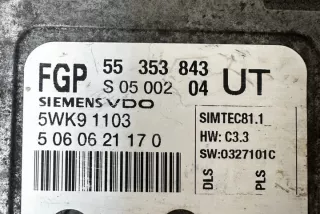 FGP 55 353 843 UT
S 05 002 04
SIEMENS VDO
5WK9 1103 SIMTEC81.1
5 06 06 21 17 0 HW: C3.3
SW:0327101C
DLS PLS